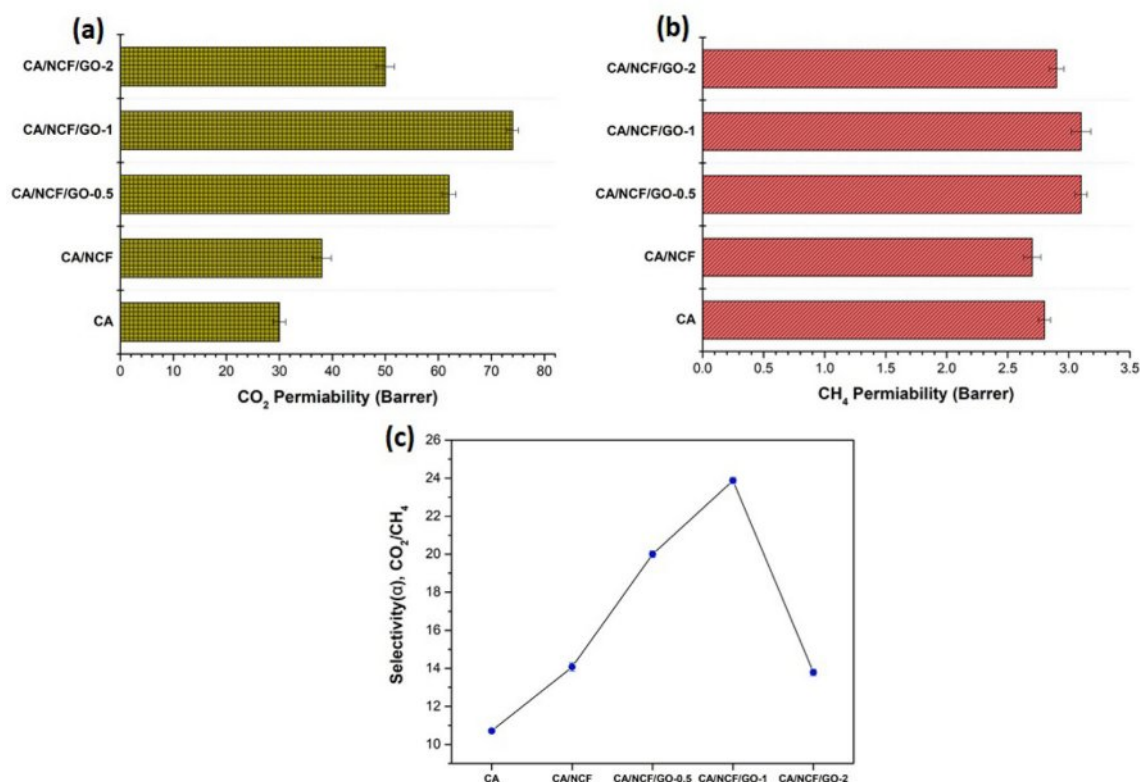 (a)
CA/NCF/GO-2
CA/NCF/GO-1
CA/NCF/GO-0.5
CA/NCF
CA
0 10 20 30 40 50 60 70 80
CO₂ Permiability (Barrer)
(b)
CA/NCF/GO-2
CA/NCF/GO-1
CA/NCF/GO-0.5
CA/NCF
CA
0.0 0.5 1.0 1.5 2.0 2.5 3.0 3.5
CH₄ Permiability (Barrer)
(c)
Selectivity(α), CO₂/CH₄
26
24
22
20
18
16
14
12
10
CA CA/NCF CA/NCF/GO-0.5 CA/NCF/GO-1 CA/NCF/GO-2